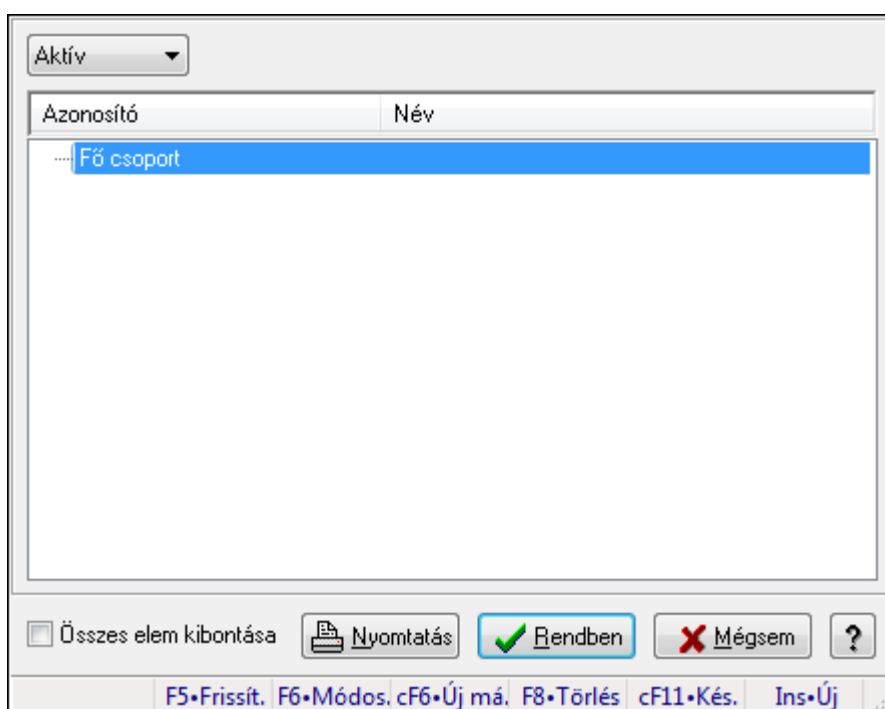 Aktív
Azonosító Név
Fő csoport
Összes elem kibontása Nyomtatás Rendben Mégsem ?
F5•Frissít. F6•Módos. cF6•Új má. F8•Törlés cF11•Kés. Ins•Új